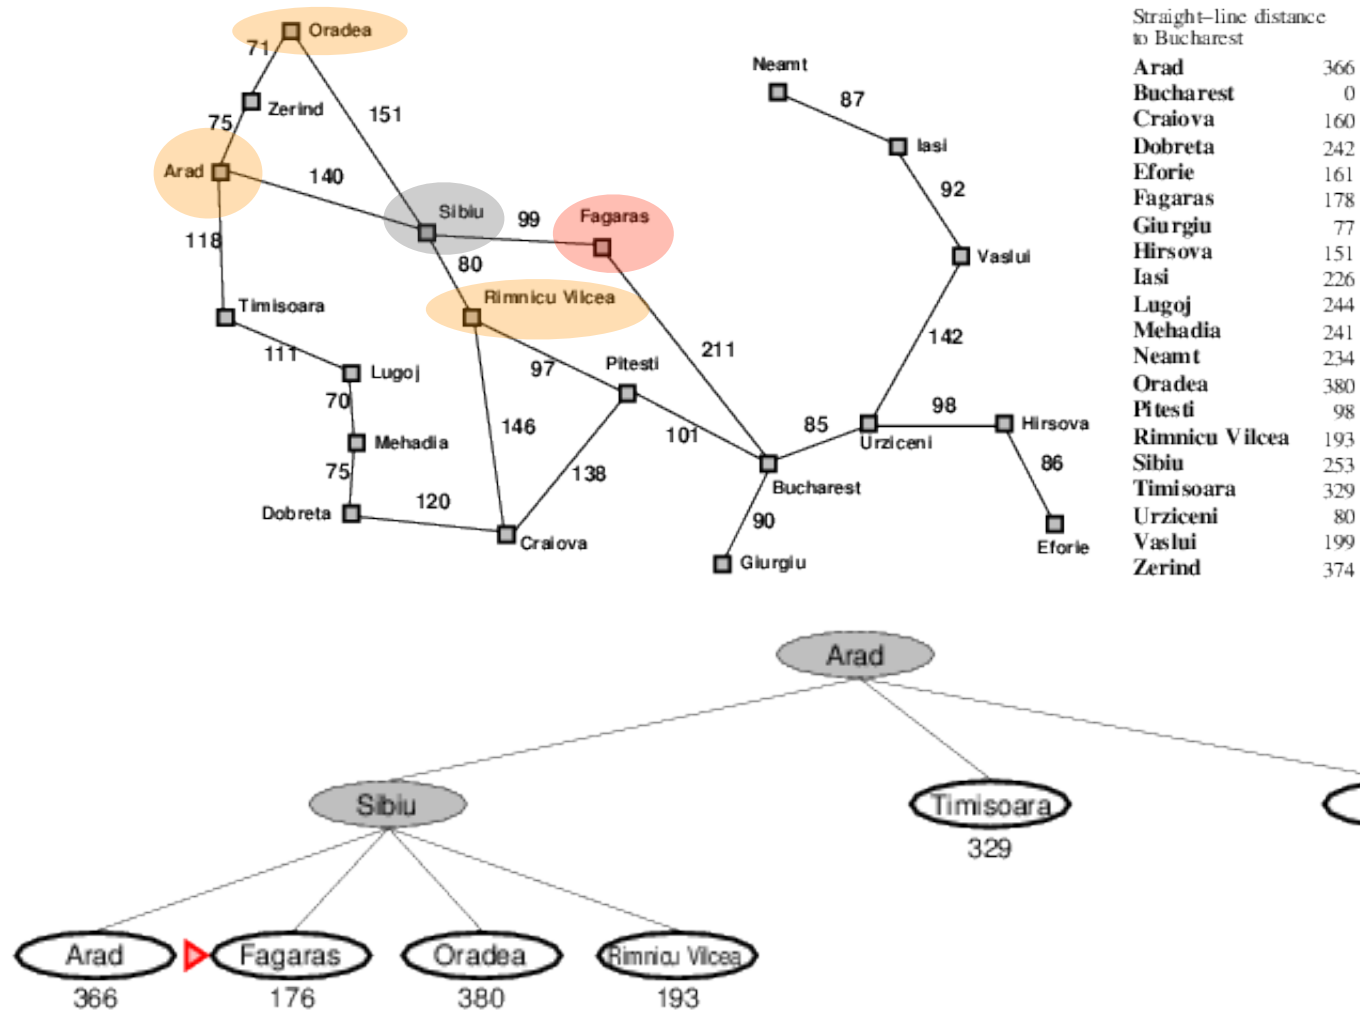 Oradea
71
Neamt
Zerind
87
151
75
Iasi
Arad
140
92
Sibiu
99
Fagaras
118
Vaslui
80
Timisoara
Rimnicu Vilcea
142
111
211
Lugoj
97
Pitesti
70
98
Hirsova
146
101
85
Mehadia
Urziceni
86
75
138
Bucharest
Dobreta
120
90
Craiova
Eforie
Giurgiu
Straight–line distance
to Bucharest
Arad 366
Bucharest 0
Craiova 160
Dobreta 242
Eforie 161
Fagaras 178
Giurgiu 77
Hirsova 151
Iasi 226
Lugoj 244
Mehadia 241
Neamt 234
Oradea 380
Pitesti 98
Rimnicu Vilcea 193
Sibiu 253
Timisoara 329
Urziceni 80
Vaslui 199
Zerind 374
Arad
Sibiu
Timisoara
329
Arad
Fagaras
Oradea
Rimnicu Vilcea
366
176
380
193